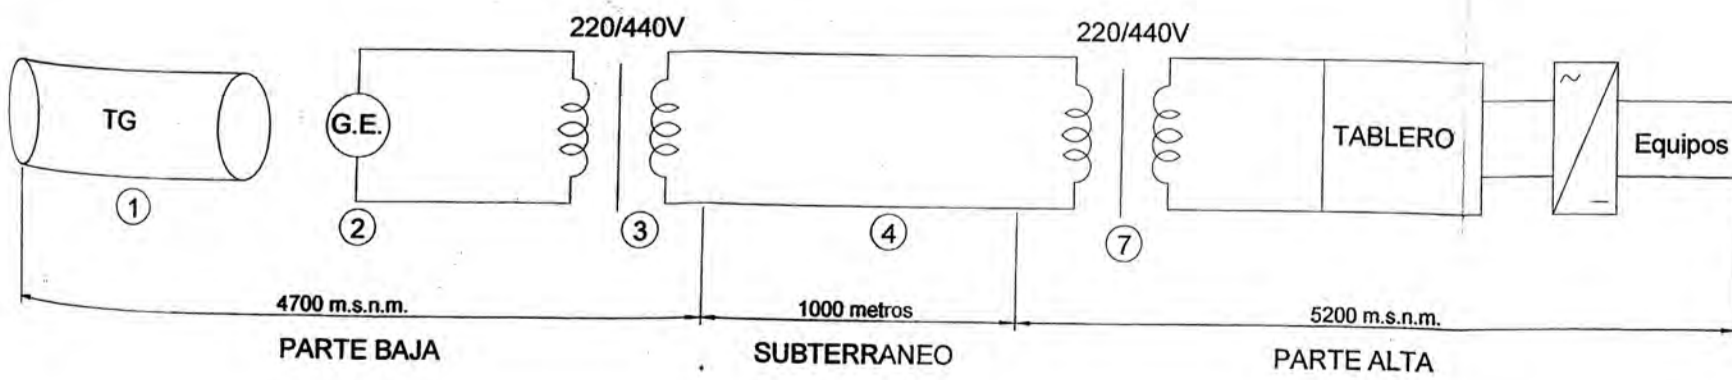 220/440V
220/440V
TG
G.E.
TABLERO
~
Equipos
1
2
3
4
7
4700 m.s.n.m.
1000 metros
5200 m.s.n.m.
PARTE BAJA
SUBTERRANEO
PARTE ALTA